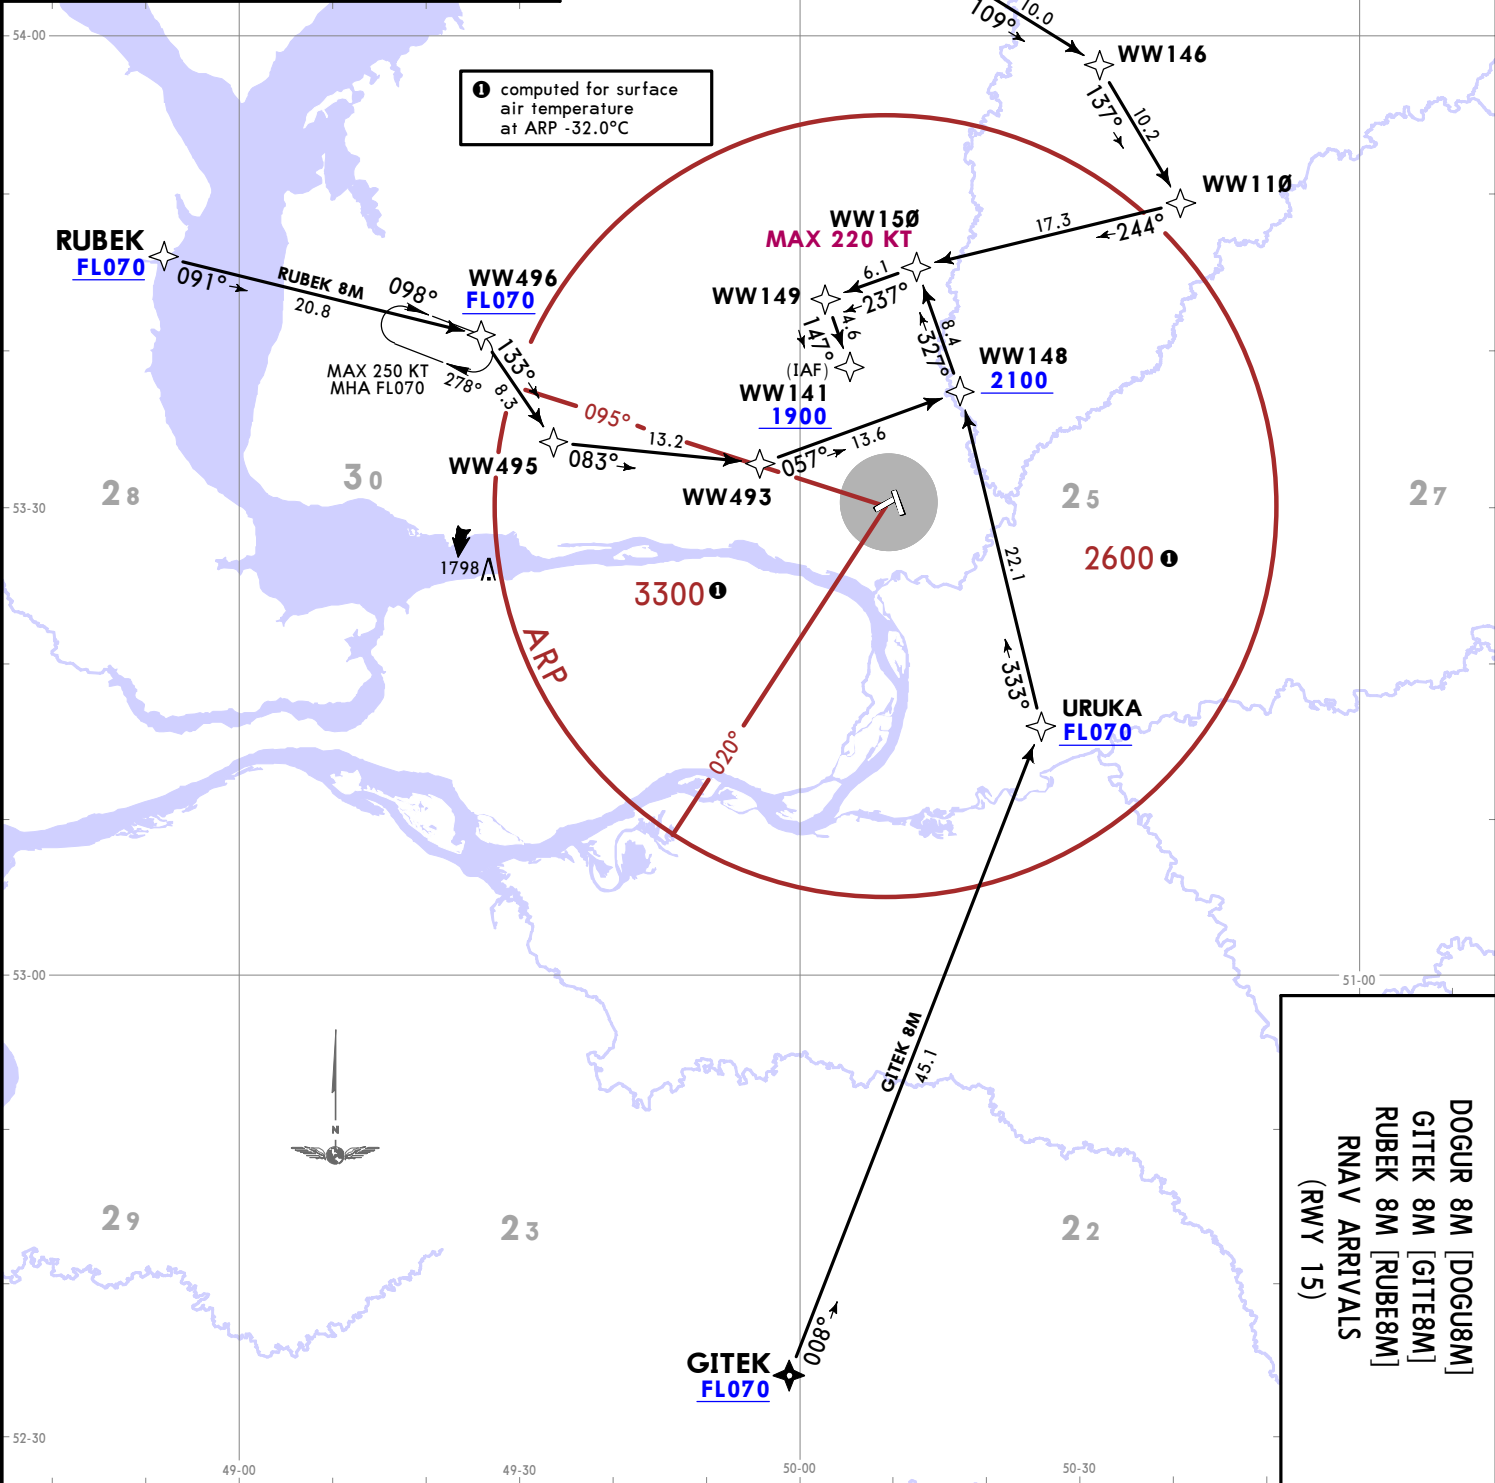 54-00
109°
10.0
WW146
❶ computed for surface
air temperature
at ARP -32.0°C
137°
10.2
WW11Ø
WW15Ø
MAX 220 KT
17.3
244°
RUBEK
FL070
091°
RUBEK 8M
20.8
098°
WW496
FL070
WW149
6.1
237°
147°
4.6
8.4
327°
MAX 250 KT
MHA FL070
278°
133°
8.3
(IAF)
WW141
1900
WW148
2100
095°
13.2
13.6
WW495
083°
057°
WW493
28
30
25
27
53-30
1798
3300 ❶
2600 ❶
22.1
ARP
333°
URUKA
FL070
020°
53-00
51-00
GITEK 8M
45.1
N
DOGUR 8M [DOGU8M]
GITEK 8M [GITE8M]
RUBEK 8M [RUBE8M]
RNAV ARRIVALS
(RWY 15)
29
23
22
008°
GITEK
FL070
52-30
49-00
49-30
50-00
50-30